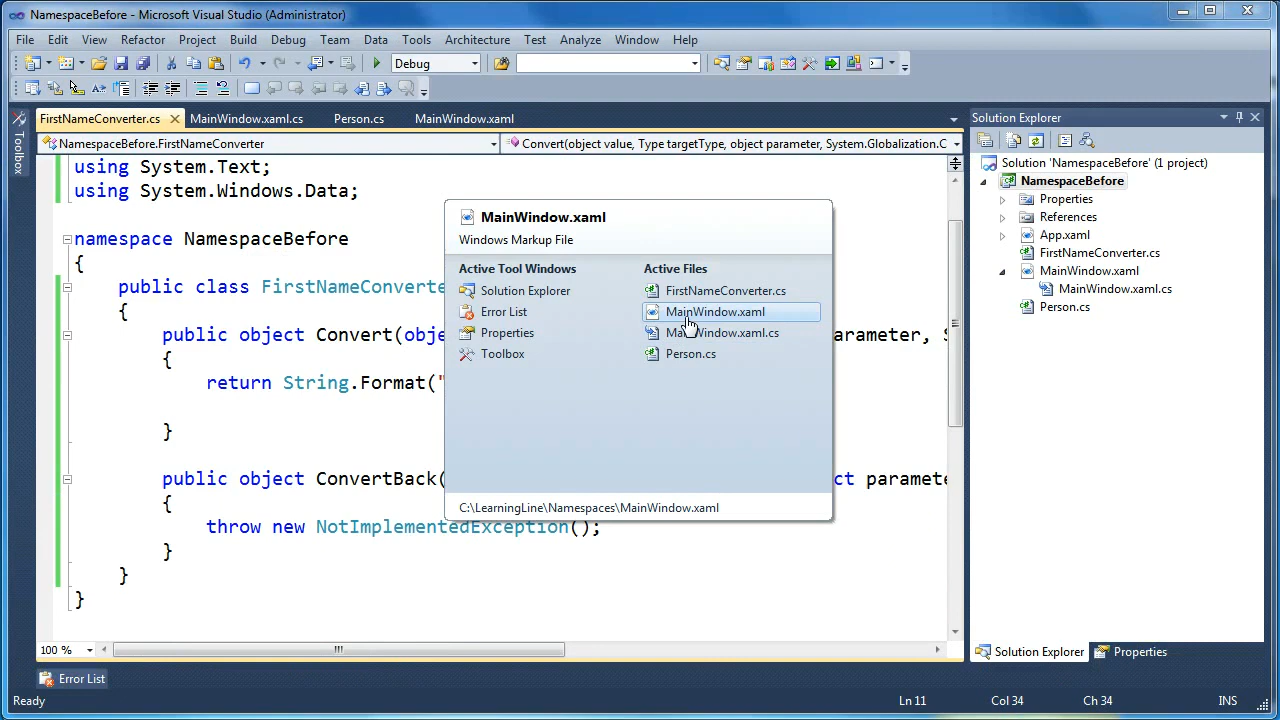 NamespaceBefore - Microsoft Visual Studio (Administrator)
File Edit View Refactor Project Build Debug Team Data Tools Architecture Test Analyze Window Help
Debug
FirstNameConverter.cs MainWindow.xaml.cs Person.cs MainWindow.xaml
NamespaceBefore.FirstNameConverter Convert(object value, Type targetType, object parameter, System.Globalization.C
Toolbox
using System.Text;
using System.Windows.Data;
namespace NamespaceBefore
{
public class FirstNameConverte
{
public object Convert(obje arameter, S
{
return String.Format("
}
public object ConvertBack( ct paramete
{
throw new NotImplementedException();
}
}
}
MainWindow.xaml
Windows Markup File
Active Tool Windows
Solution Explorer
Error List
Properties
Toolbox
Active Files
FirstNameConverter.cs
MainWindow.xaml
MainWindow.xaml.cs
Person.cs
C:\LearningLine\Namespaces\MainWindow.xaml
Solution Explorer
Solution 'NamespaceBefore' (1 project)
NamespaceBefore
Properties
References
App.xaml
FirstNameConverter.cs
MainWindow.xaml
MainWindow.xaml.cs
Person.cs
100 %
Solution Explorer Properties
Error List
Ready Ln 11 Col 34 Ch 34 INS